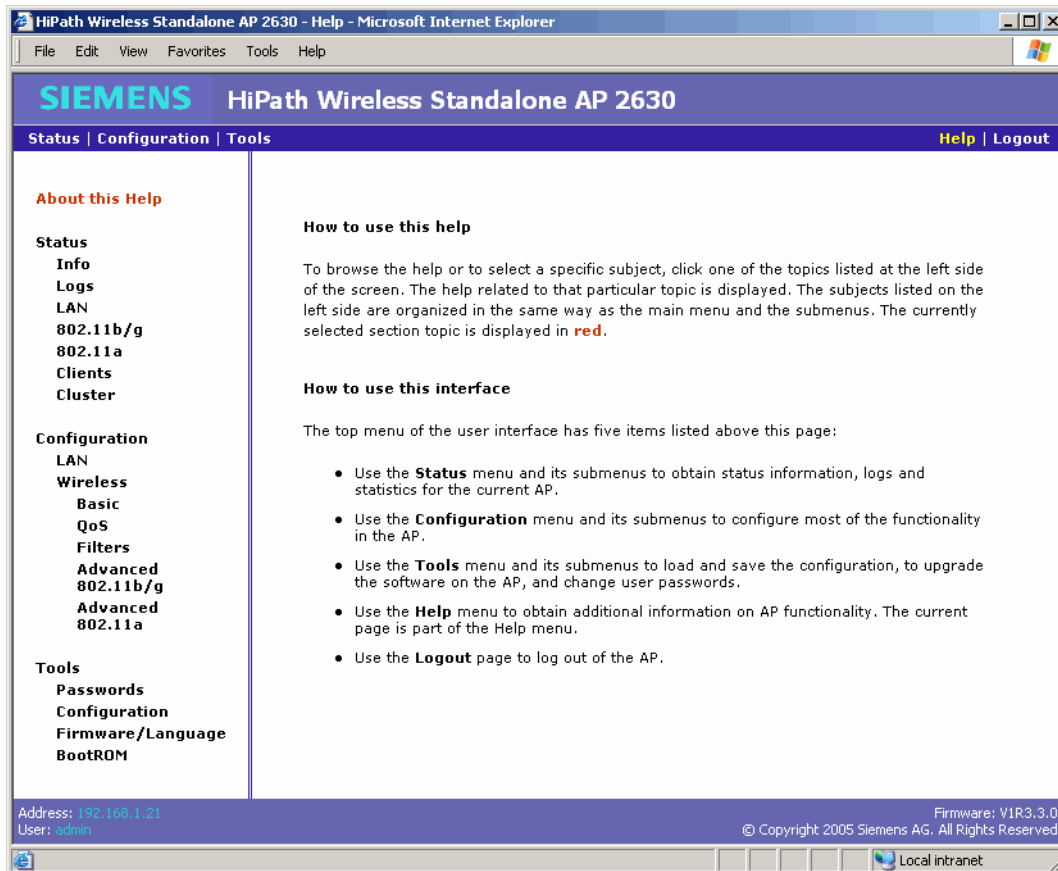 HiPath Wireless Standalone AP 2630 - Help - Microsoft Internet Explorer
File Edit View Favorites Tools Help
SIEMENS HiPath Wireless Standalone AP 2630
Status | Configuration | Tools
Help | Logout
About this Help
Status
Info
Logs
LAN
802.11b/g
802.11a
Clients
Cluster
Configuration
LAN
Wireless
Basic
QoS
Filters
Advanced
802.11b/g
Advanced
802.11a
Tools
Passwords
Configuration
Firmware/Language
BootROM
How to use this help
To browse the help or to select a specific subject, click one of the topics listed at the left side
of the screen. The help related to that particular topic is displayed. The subjects listed on the
left side are organized in the same way as the main menu and the submenus. The currently
selected section topic is displayed in red.
How to use this interface
The top menu of the user interface has five items listed above this page:
● Use the Status menu and its submenus to obtain status information, logs and
statistics for the current AP.
● Use the Configuration menu and its submenus to configure most of the functionality
in the AP.
● Use the Tools menu and its submenus to load and save the configuration, to upgrade
the software on the AP, and change user passwords.
● Use the Help menu to obtain additional information on AP functionality. The current
page is part of the Help menu.
● Use the Logout page to log out of the AP.
Address: 192.168.1.21
User: admin
Firmware: V1R3.3.0
© Copyright 2005 Siemens AG. All Rights Reserved
Local intranet